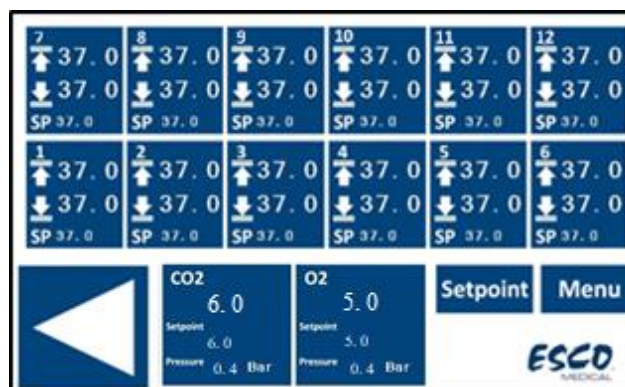 7 8 9 10 11 12
37.0 37.0 37.0 37.0 37.0 37.0
37.0 37.0 37.0 37.0 37.0 37.0
SP 37.0 SP 37.0 SP 37.0 SP 37.0 SP 37.0 SP 37.0
1 2 3 4 5 6
37.0 37.0 37.0 37.0 37.0 37.0
37.0 37.0 37.0 37.0 37.0 37.0
SP 37.0 SP 37.0 SP 37.0 SP 37.0 SP 37.0 SP 37.0
CO2 O2
6.0 5.0
Setpoint Setpoint
6.0 5.0
Pressure 0.4 Bar Pressure 0.4 Bar
Setpoint Menu
ESCO
MEDICAL